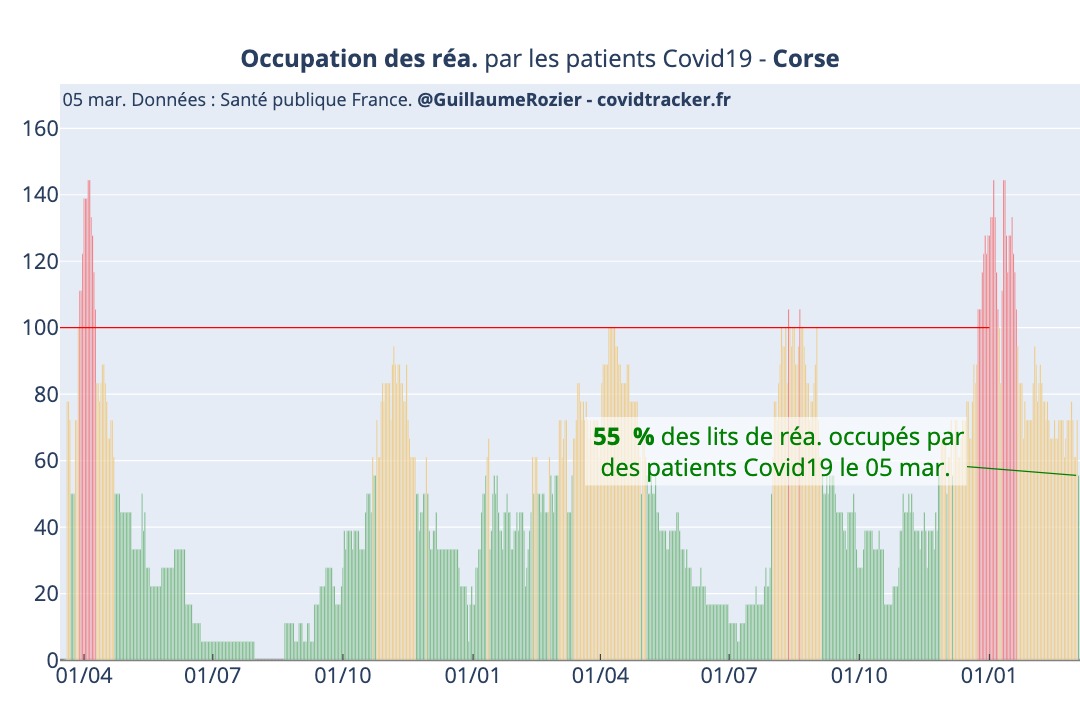 Occupation des réa. par les patients Covid19 - Corse
05 mar. Données : Santé publique France. @GuillaumeRozier - covidtracker.fr
160
140
120
100
80
60
40
20
0
55 % des lits de réa. occupés par
des patients Covid19 le 05 mar.
01/04 01/07 01/10 01/01 01/04 01/07 01/10 01/01